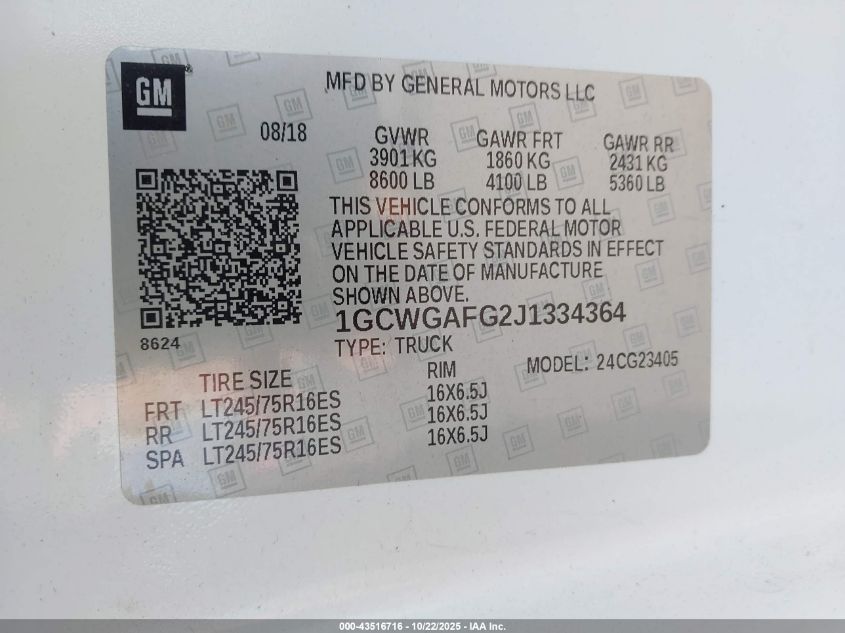 GM
MFD BY GENERAL MOTORS LLC
08/18
GVWR GAWR FRT GAWR RR
3901 KG 1860 KG 2431 KG
8600 LB 4100 LB 5360 LB
THIS VEHICLE CONFORMS TO ALL
APPLICABLE U.S. FEDERAL MOTOR
VEHICLE SAFETY STANDARDS IN EFFECT
ON THE DATE OF MANUFACTURE
SHOWN ABOVE.
1GCWGAFG2J1334364
8624
TYPE: TRUCK
MODEL: 24CG23405
TIRE SIZE RIM
FRT LT245/75R16ES 16X6.5J
RR LT245/75R16ES 16X6.5J
SPA LT245/75R16ES 16X6.5J
000-43516716 - 10/22/2025 - IAA Inc.